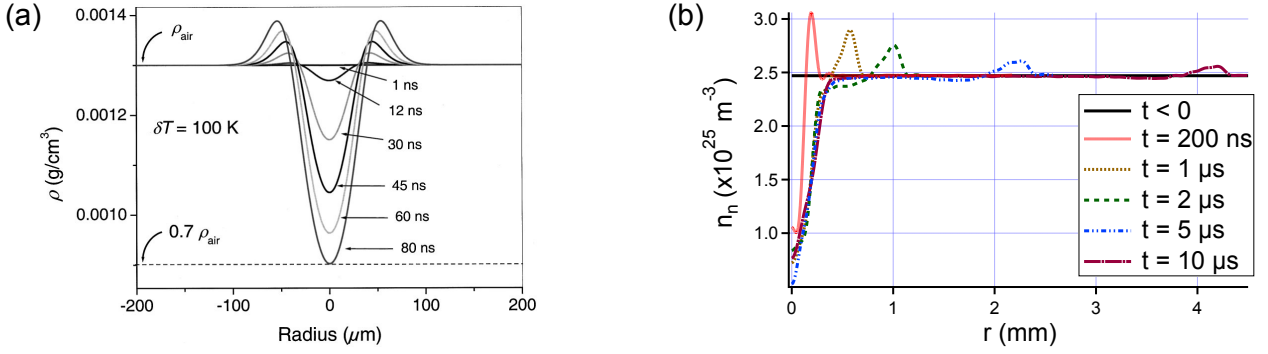 (a)
0.0014
0.0012
0.0010
ρ (g/cm³)
ρair
δT = 100 K
0.7 ρair
1 ns
12 ns
30 ns
45 ns
60 ns
80 ns
-200
-100
0
100
200
Radius (μm)
(b)
3.0
2.5
2.0
1.5
1.0
nn (x10²⁵ m⁻³)
t < 0
t = 200 ns
t = 1 µs
t = 2 µs
t = 5 µs
t = 10 µs
0
1
2
3
4
r (mm)